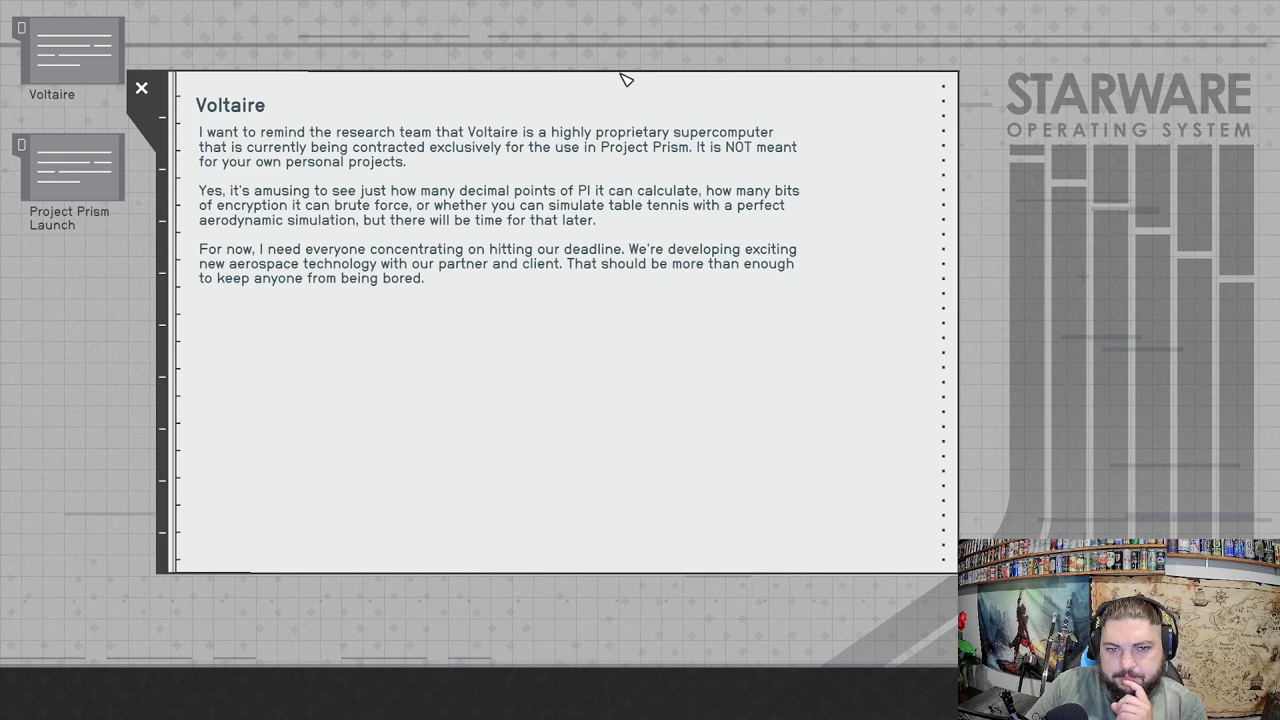 D
Voltaire
D
Project Prism
Launch
×
Voltaire
I want to remind the research team that Voltaire is a highly proprietary supercomputer
that is currently being contracted exclusively for the use in Project Prism. It is NOT meant
for your own personal projects.
Yes, it's amusing to see just how many decimal points of PI it can calculate, how many bits
of encryption it can brute force, or whether you can simulate table tennis with a perfect
aerodynamic simulation, but there will be time for that later.
For now, I need everyone concentrating on hitting our deadline. We're developing exciting
new aerospace technology with our partner and client. That should be more than enough
to keep anyone from being bored.
STARWARE
OPERATING SYSTEM